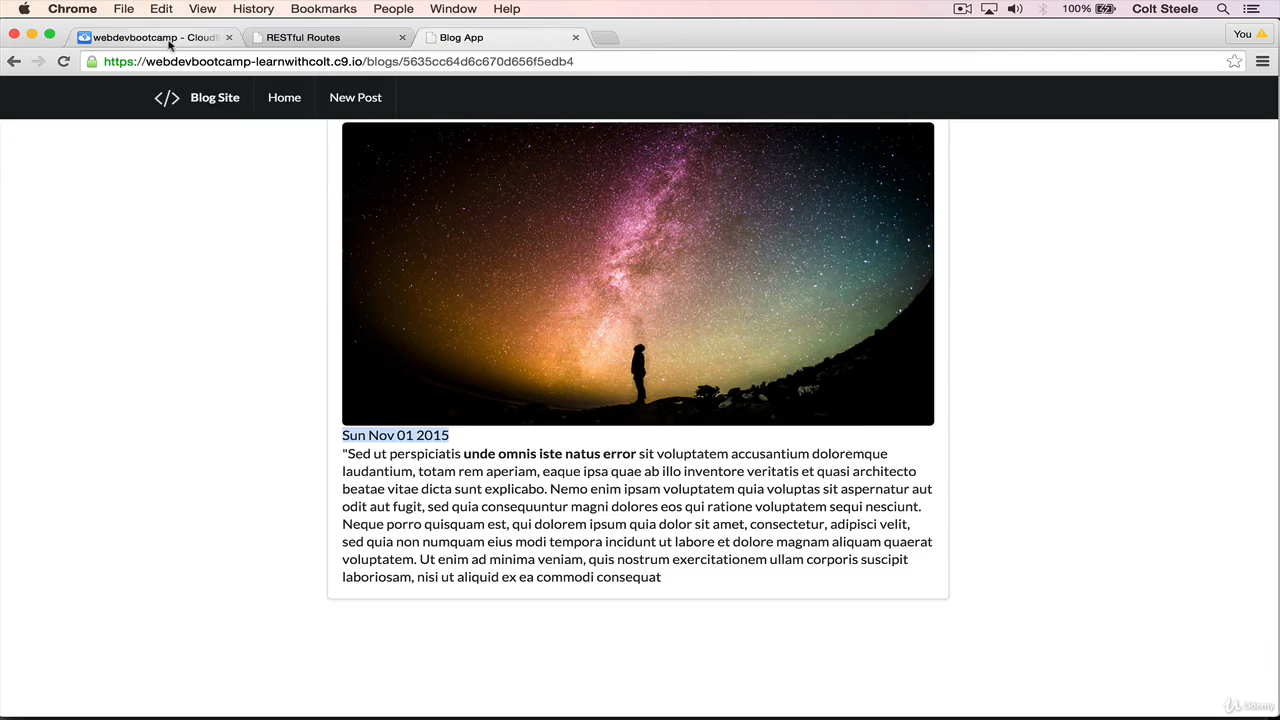 Chrome File Edit View History Bookmarks People Window Help 100% Colt Steele
webdevbootcamp - Cloud
RESTful Routes
Blog App
You
https://webdevbootcamp-learnwithcolt.c9.io/blogs/5635cc64d6c670d656f5edb4
</> Blog Site Home New Post
Sun Nov 01 2015
"Sed ut perspiciatis unde omnis iste natus error sit voluptatem accusantium doloremque
laudantium, totam rem aperiam, eaque ipsa quae ab illo inventore veritatis et quasi architecto
beatae vitae dicta sunt explicabo. Nemo enim ipsam voluptatem quia voluptas sit aspernatur aut
odit aut fugit, sed quia consequuntur magni dolores eos qui ratione voluptatem sequi nesciunt.
Neque porro quisquam est, qui dolorem ipsum quia dolor sit amet, consectetur, adipisci velit,
sed quia non numquam eius modi tempora incidunt ut labore et dolore magnam aliquam quaerat
voluptatem. Ut enim ad minima veniam, quis nostrum exercitationem ullam corporis suscipit
laboriosam, nisi ut aliquid ex ea commodi consequat
Udemy